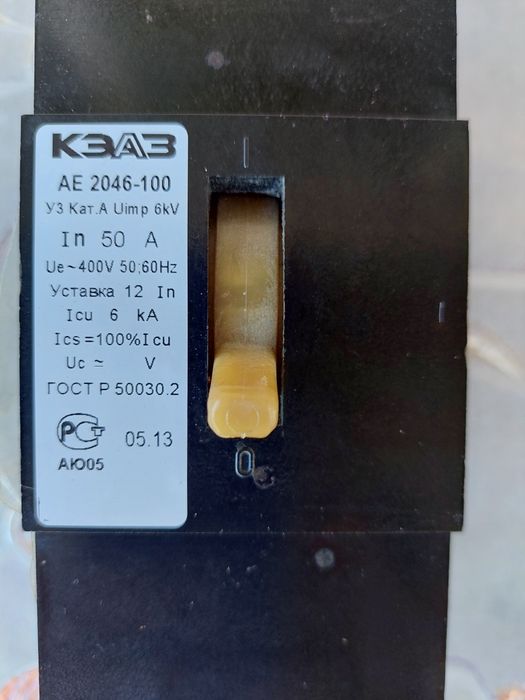 КЭАЗ
АЕ 2046-100
У3 Кат.А Uimp 6kV
In 50 A
Ue~400V 50;60Hz
Уставка 12 In
Icu 6 kA
Ics=100%Icu
Uc ≃ V
ГОСТ Р 50030.2
РСТ 05.13
АЮ05
I
0